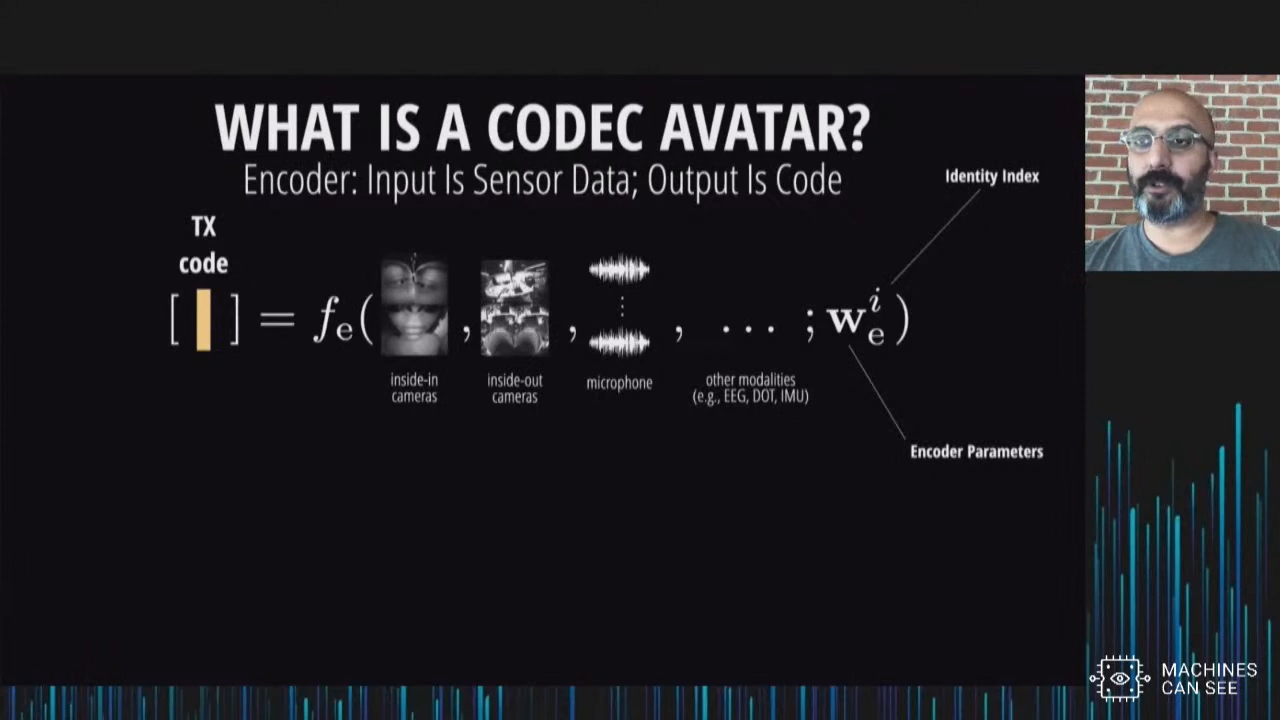 WHAT IS A CODEC AVATAR?
Encoder: Input Is Sensor Data; Output Is Code
Identity Index
TX
code
[ ] = fₑ( , , , ... ; wₑⁱ)
inside-in
cameras
inside-out
cameras
microphone
other modalities
(e.g., EEG, DOT, IMU)
Encoder Parameters
MACHINES
CAN SEE